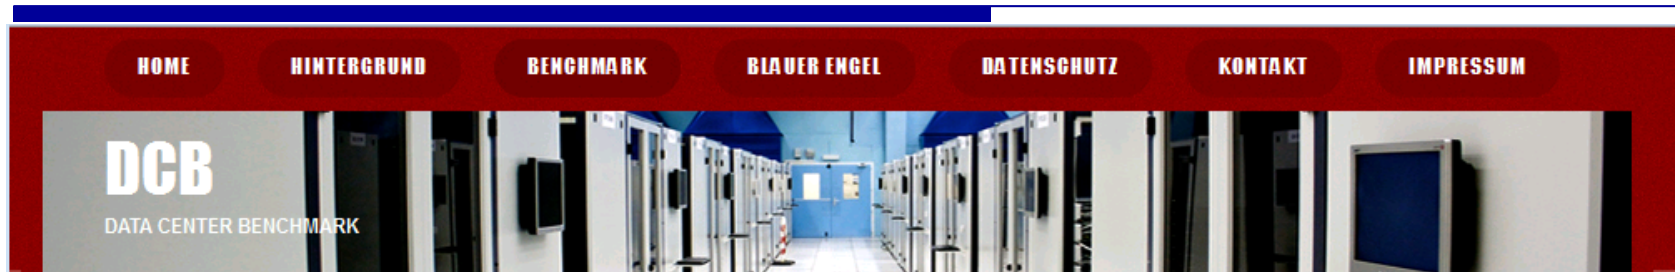 HOME HINTERGRUND BENCHMARK BLAUER ENGEL DATENSCHUTZ KONTAKT IMPRESSUM
DCB
DATA CENTER BENCHMARK